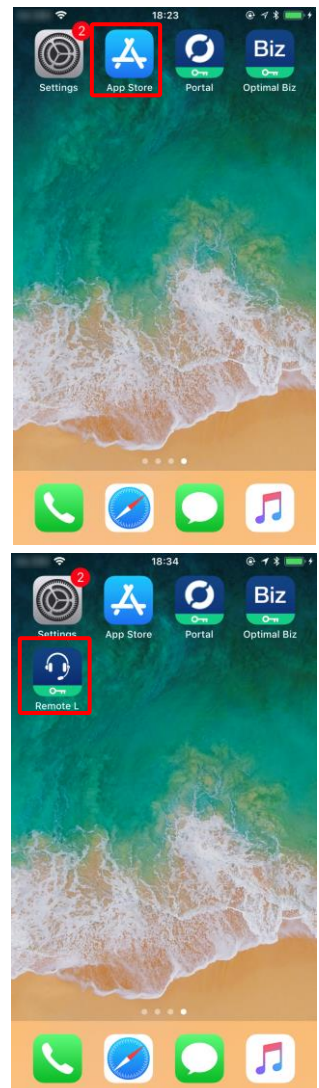 18:23
2
Biz
Settings
App Store
Portal
Optimal Biz
18:34
2
Biz
Settings
App Store
Portal
Optimal Biz
Remote L